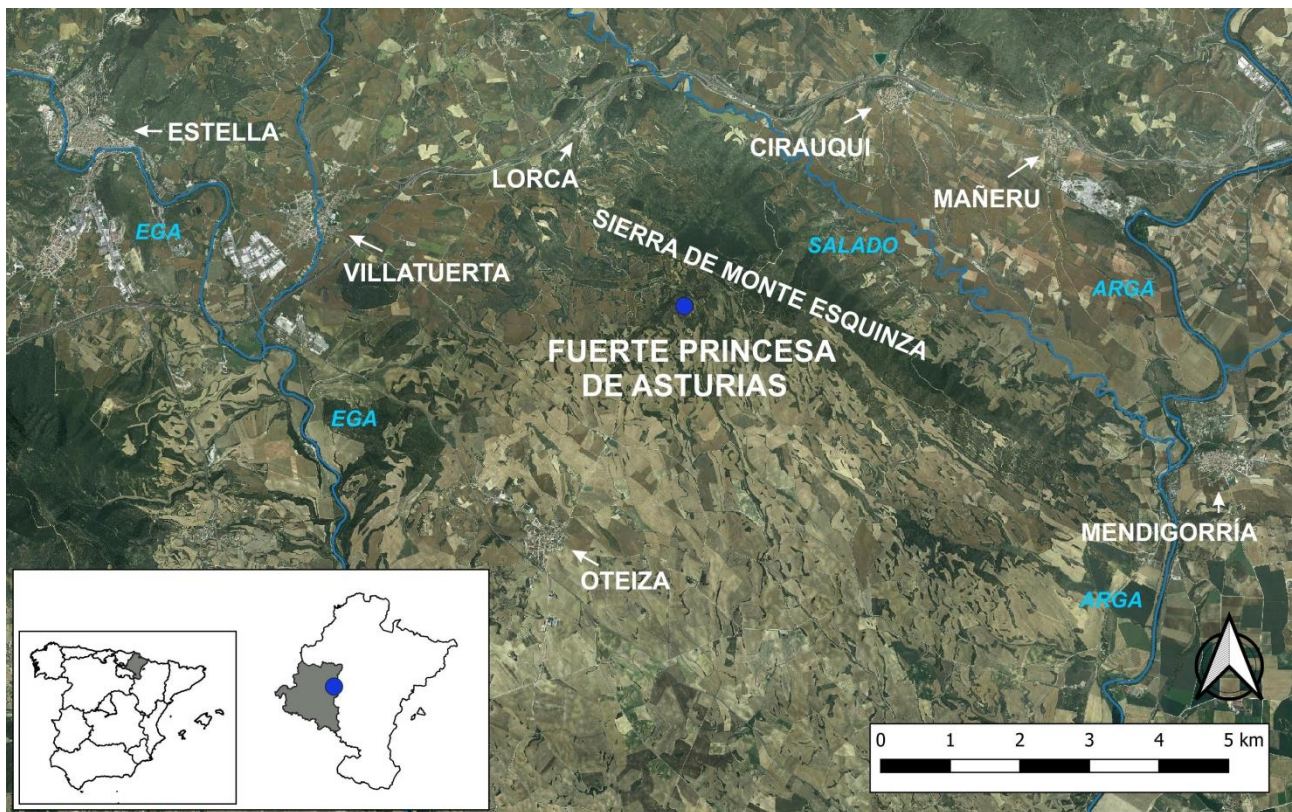 ESTELLA
CIRAUQUI
LORCA
MAÑERU
EGA
SIERRA DE MONTE ESQUINZA
SALADO
VILLATUERTA
ARGA
FUERTE PRINCESA
DE ASTURIAS
EGA
MENDIGORRÍA
OTEIZA
ARGA
0 1 2 3 4 5 km